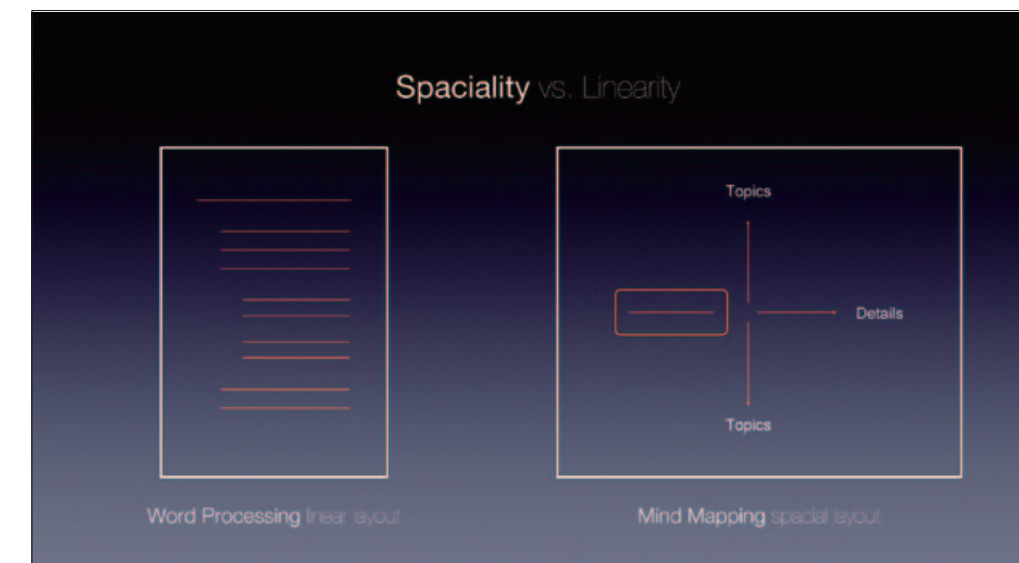 Spaciality vs. Linearity
Topics
Details
Topics
Word Processing linear layout
Mind Mapping spacial layout